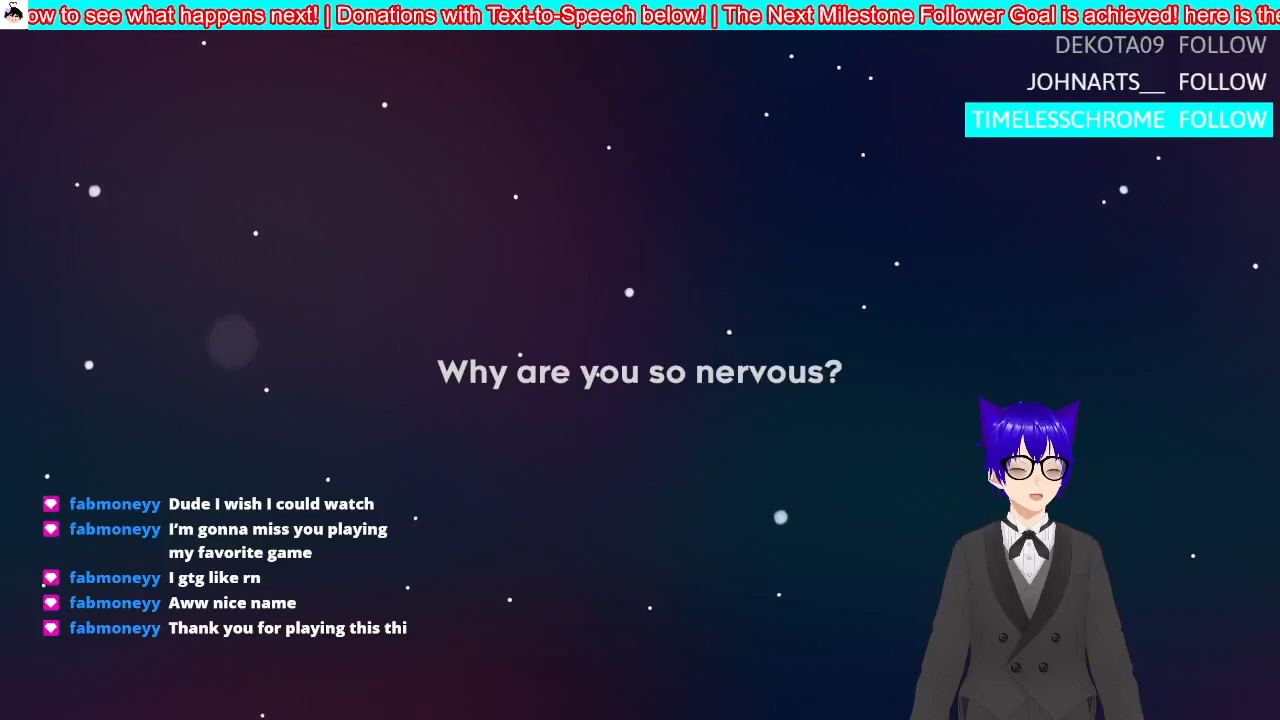 ow to see what happens next! | Donations with Text-to-Speech below! | The Next Milestone Follower Goal is achieved! here is the
DEKOTA09 FOLLOW
JOHNARTS__ FOLLOW
TIMELESSCHROME FOLLOW
Why are you so nervous?
fabmoneyy Dude I wish I could watch
fabmoneyy I'm gonna miss you playing
my favorite game
fabmoneyy I gtg like rn
fabmoneyy Aww nice name
fabmoneyy Thank you for playing this thi